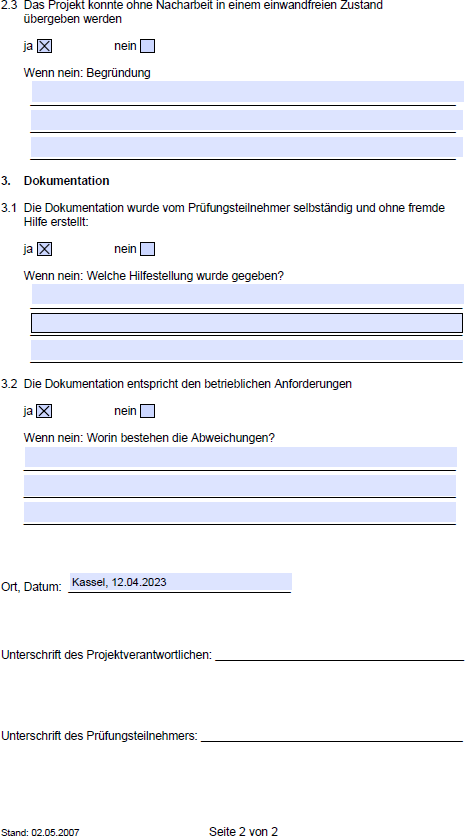 2.3 Das Projekt konnte ohne Nacharbeit in einem einwandfreien Zustand
übergeben werden
ja nein
Wenn nein: Begründung
3. Dokumentation
3.1 Die Dokumentation wurde vom Prüfungsteilnehmer selbständig und ohne fremde
Hilfe erstellt:
ja nein
Wenn nein: Welche Hilfestellung wurde gegeben?
3.2 Die Dokumentation entspricht den betrieblichen Anforderungen
ja nein
Wenn nein: Worin bestehen die Abweichungen?
Ort, Datum: Kassel, 12.04.2023
Unterschrift des Projektverantwortlichen:
Unterschrift des Prüfungsteilnehmers:
Stand: 02.05.2007 Seite 2 von 2